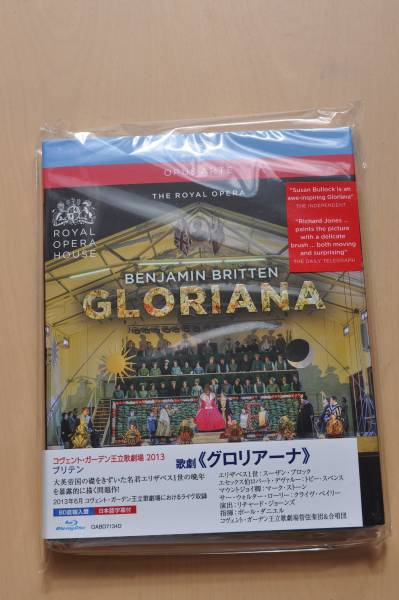 OPUS ARTE
THE ROYAL OPERA
ROYAL
OPERA
HOUSE
"Susan Bullock is an
awe-inspiring Gloriana"
THE INDEPENDENT
"Richard Jones ...
paints the picture
with a delicate
brush ... both moving
and surprising"
THE DAILY TELEGRAPH
BENJAMIN BRITTEN
GLORIANA
コヴェント・ガーデン王立歌劇場 2013
ブリテン
歌劇《グロリアーナ》
大英帝国の礎をきずいた名君エリザベス1世の晩年
を暴露的に描く問題作!
2013年6月 コヴェント・ガーデン王立歌劇場におけるライヴ収録
BD直輸入盤 日本語字幕付
Blu-ray Disc
OABD7134D
エリザベス1世:スーザン・ブロック
エセックス伯ロバート・デヴァルー:トビー・スペンス
マウントジョイ卿:マーク・ストーン
サー・ウォルター・ローリー:クライヴ・ベイリー
演出:リチャード・ジョーンズ
指揮:ポール・ダニエル
コヴェント・ガーデン王立歌劇場管弦楽団&合唱団